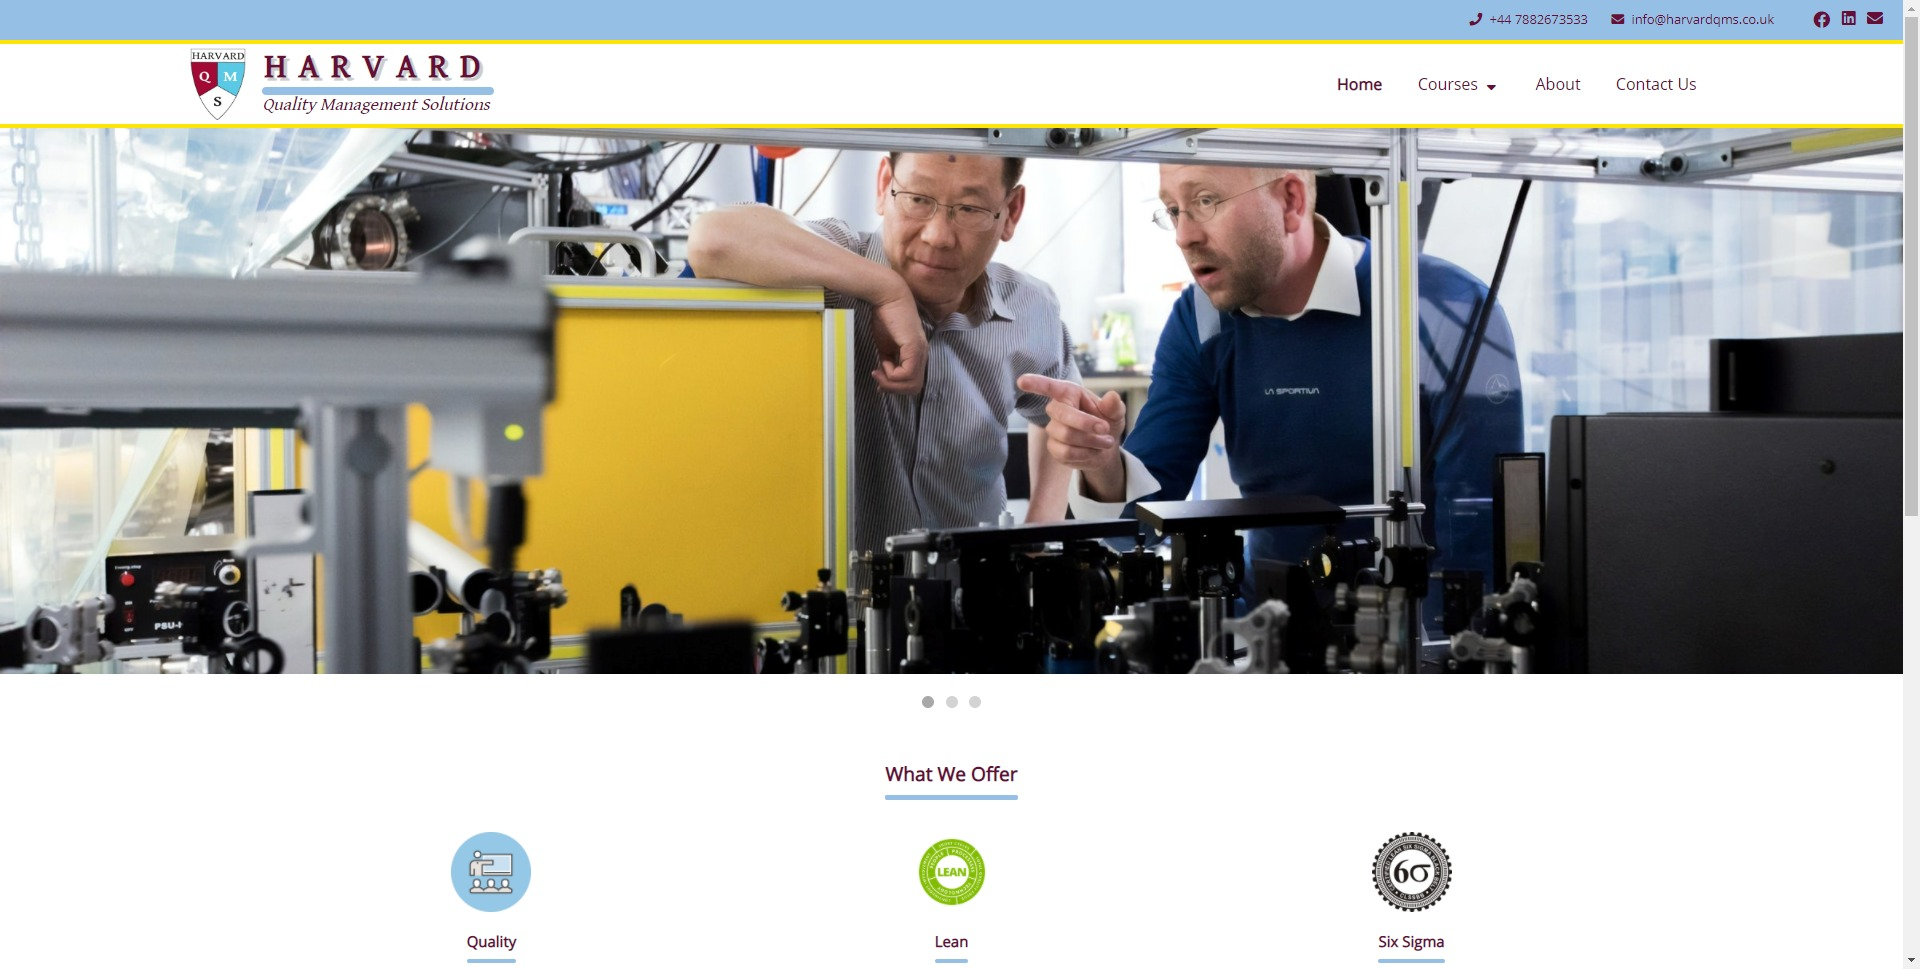 +44 7882673533 info@harvardqms.co.uk
HARVARD
Q M
S
HARVARD
Quality Management Solutions
Home Courses About Contact Us
LA SPORTIVA
PSU-I
What We Offer
LEAN
6σ
Quality Lean Six Sigma